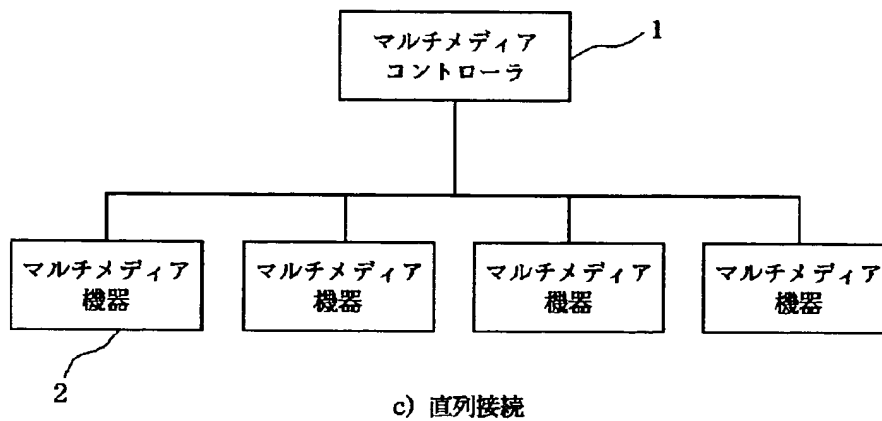 マルチメディア
コントローラ
1
マルチメディア
機器
マルチメディア
機器
マルチメディア
機器
マルチメディア
機器
2
c) 直列接続